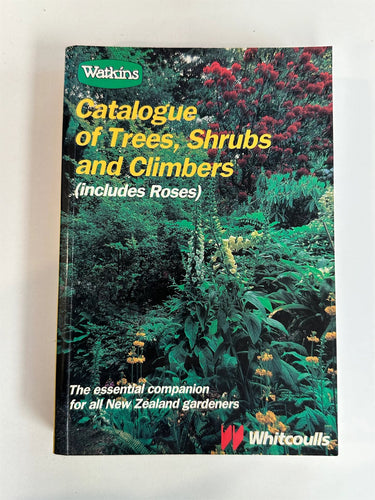 Watkins
Catalogue
of Trees, Shrubs
and Climbers
(includes Roses)
The essential companion
for all New Zealand gardeners
Whitcoulls